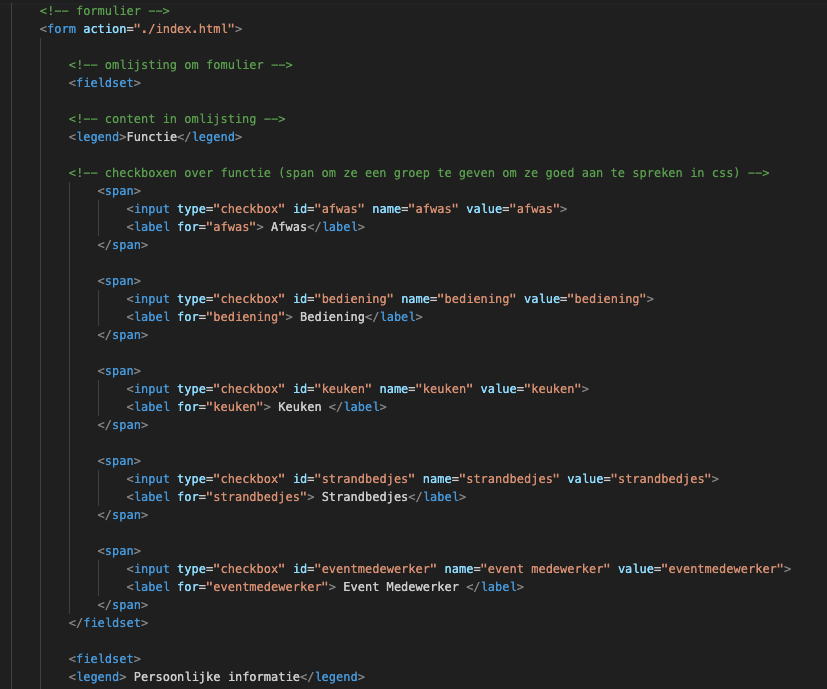 <!-- formulier -->
<form action="./index.html">
<!-- omlijsting om fomulier -->
<fieldset>
<!-- content in omlijsting -->
<legend>Functie</legend>
<!-- checkboxen over functie (span om ze een groep te geven om ze goed aan te spreken in css) -->
<span>
<input type="checkbox" id="afwas" name="afwas" value="afwas">
<label for="afwas"> Afwas</label>
</span>
<span>
<input type="checkbox" id="bediening" name="bediening" value="bediening">
<label for="bediening"> Bediening</label>
</span>
<span>
<input type="checkbox" id="keuken" name="keuken" value="keuken">
<label for="keuken"> Keuken </label>
</span>
<span>
<input type="checkbox" id="strandbedjes" name="strandbedjes" value="strandbedjes">
<label for="strandbedjes"> Strandbedjes</label>
</span>
<span>
<input type="checkbox" id="eventmedewerker" name="event medewerker" value="eventmedewerker">
<label for="eventmedewerker"> Event Medewerker </label>
</span>
</fieldset>
<fieldset>
<legend> Persoonlijke informatie</legend>